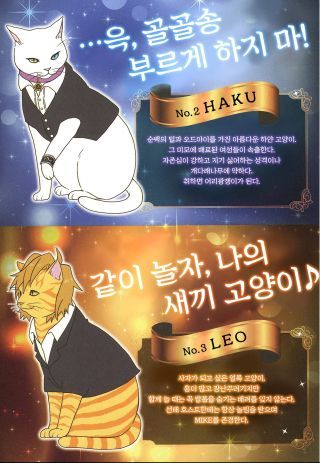 …윽, 골골송
부르게 하지 마!
No.2 HAKU
순백의 털과 오드아이를 가진 아름다운 하얀 고양이.
그 미모에 매료된 여성들이 속출한다.
자존심이 강하고 지기 싫어하는 성격이나
개다래나무에 약하다.
취하면 어리광쟁이가 된다.
같이 놀자, 나의
새끼 고양이♪
No.3 LEO
사자가 되고 싶은 얼룩 고양이.
흥이 많고 장난꾸러기지만
함께 놀 때는 꼭 발톱을 숨기는 배려를 잊지 않는다.
선배 호스트한테는 항상 놀림을 받으며
MIKE를 존경한다.